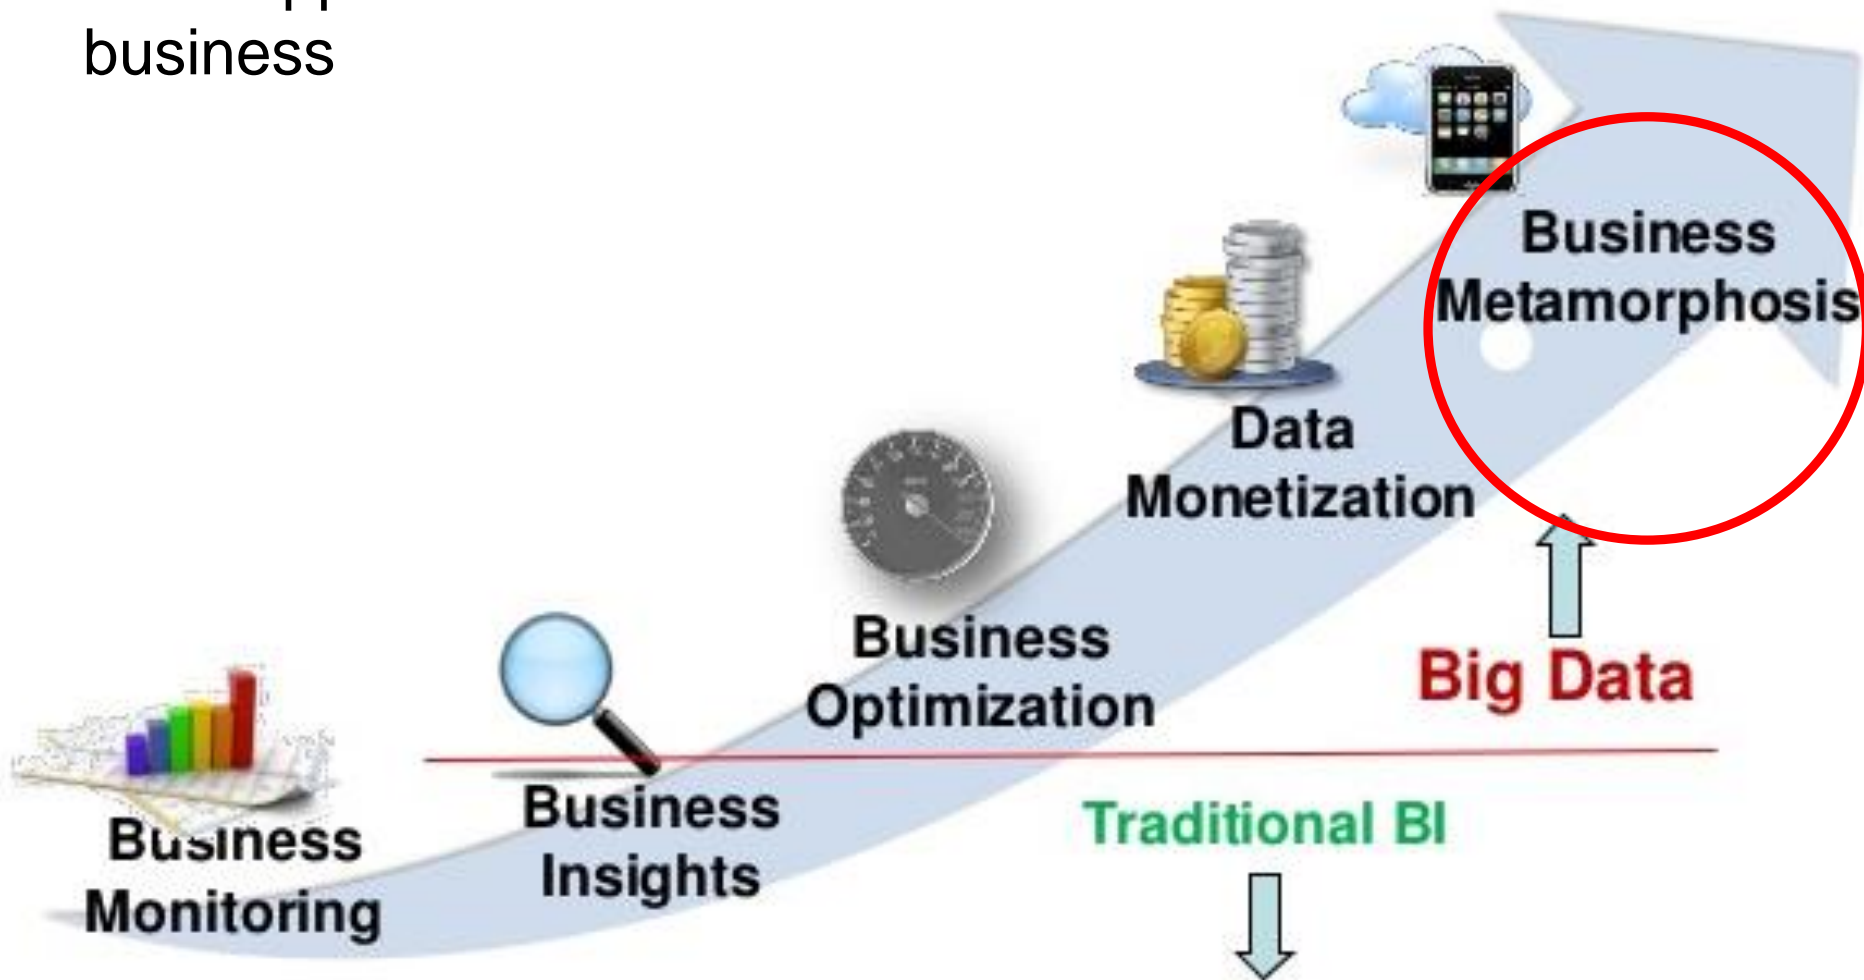 business
Business
Metamorphosis
Data
Monetization
Business
Optimization
Big Data
Business
Insights
Traditional BI
Business
Monitoring